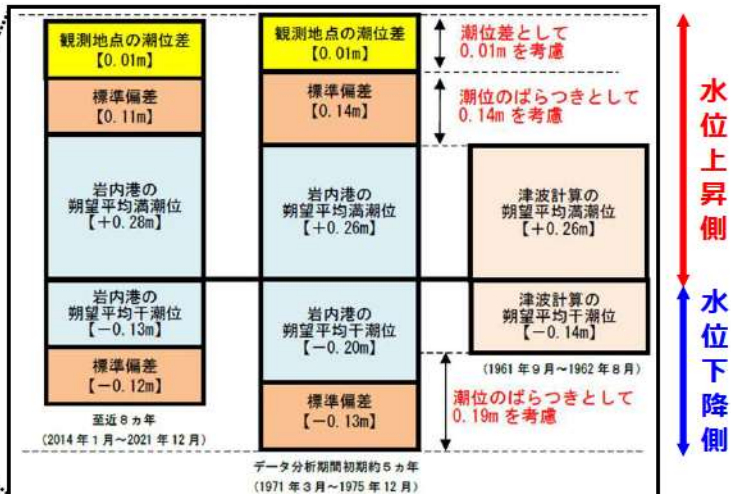 観測地点の潮位差
【0.01m】
標準偏差
【0.11m】
岩内港の
朔望平均満潮位
【+0.28m】
岩内港の
朔望平均干潮位
【-0.13m】
標準偏差
【-0.12m】
至近8ヵ年
(2014年1月～2021年12月)
観測地点の潮位差
【0.01m】
標準偏差
【0.14m】
岩内港の
朔望平均満潮位
【+0.26m】
岩内港の
朔望平均干潮位
【-0.20m】
標準偏差
【-0.13m】
データ分析期間初期約5ヵ年
(1971年3月～1975年12月)
潮位差として
0.01mを考慮
潮位のばらつきとして
0.14mを考慮
津波計算の
朔望平均満潮位
【+0.26m】
津波計算の
朔望平均干潮位
【-0.14m】
(1961年9月～1962年8月)
潮位のばらつきとして
0.19mを考慮
水位上昇側
水位下降側